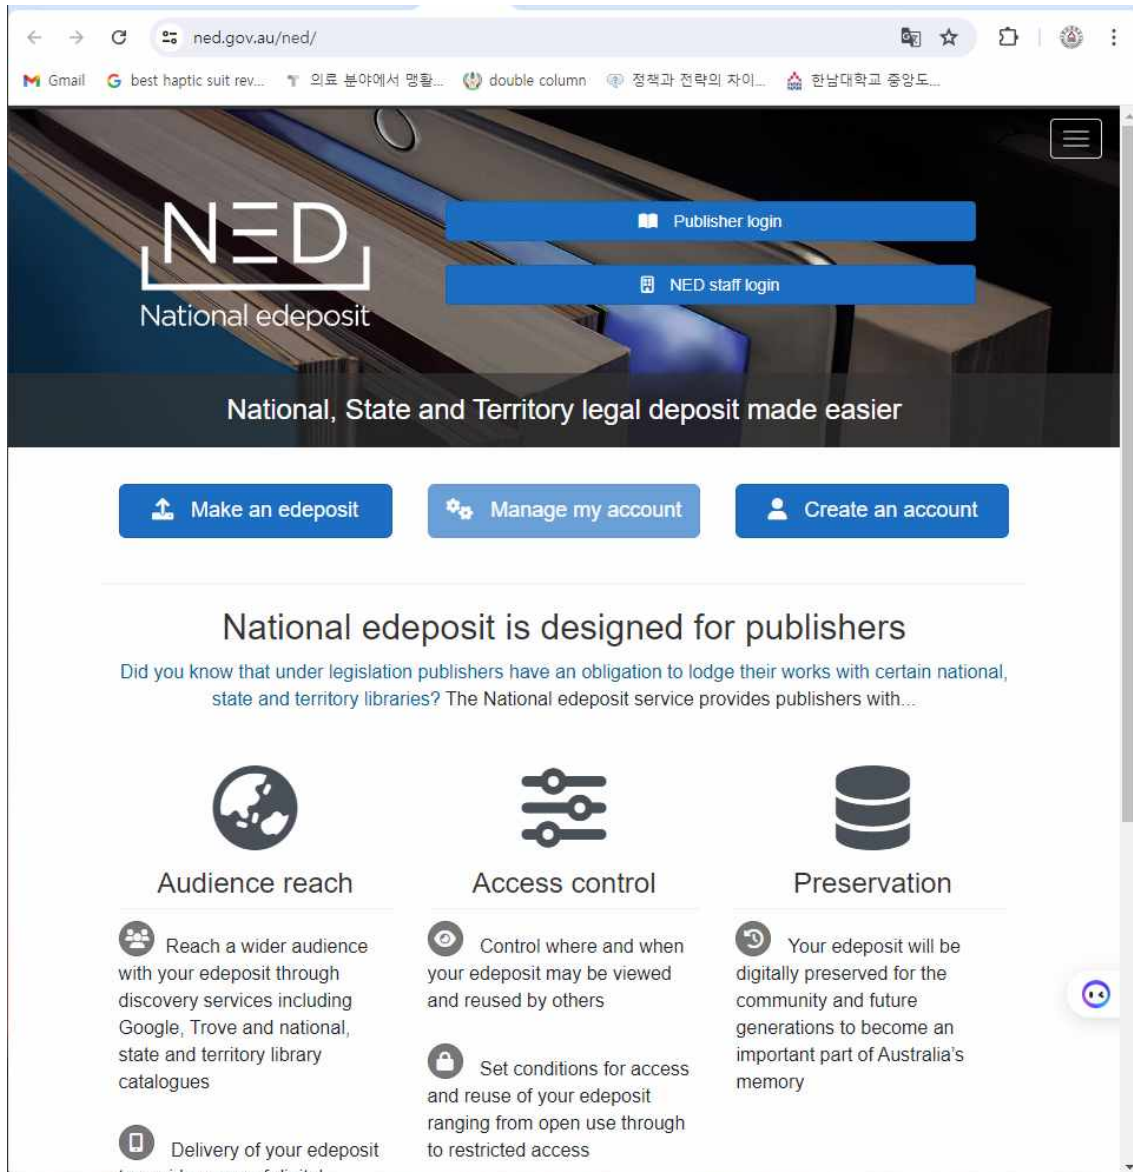 ned.gov.au/ned/
Gmail
best haptic suit rev...
의료 분야에서 맹활...
double column
정책과 전략의 차이...
한남대학교 중앙도...
NED
National edeposit
Publisher login
NED staff login
National, State and Territory legal deposit made easier
Make an edeposit
Manage my account
Create an account
National edeposit is designed for publishers
Did you know that under legislation publishers have an obligation to lodge their works with certain national,
state and territory libraries? The National edeposit service provides publishers with...
Audience reach
Reach a wider audience
with your edeposit through
discovery services including
Google, Trove and national,
state and territory library
catalogues
Delivery of your edeposit
Access control
Control where and when
your edeposit may be viewed
and reused by others
Set conditions for access
and reuse of your edeposit
ranging from open use through
to restricted access
Preservation
Your edeposit will be
digitally preserved for the
community and future
generations to become an
important part of Australia's
memory